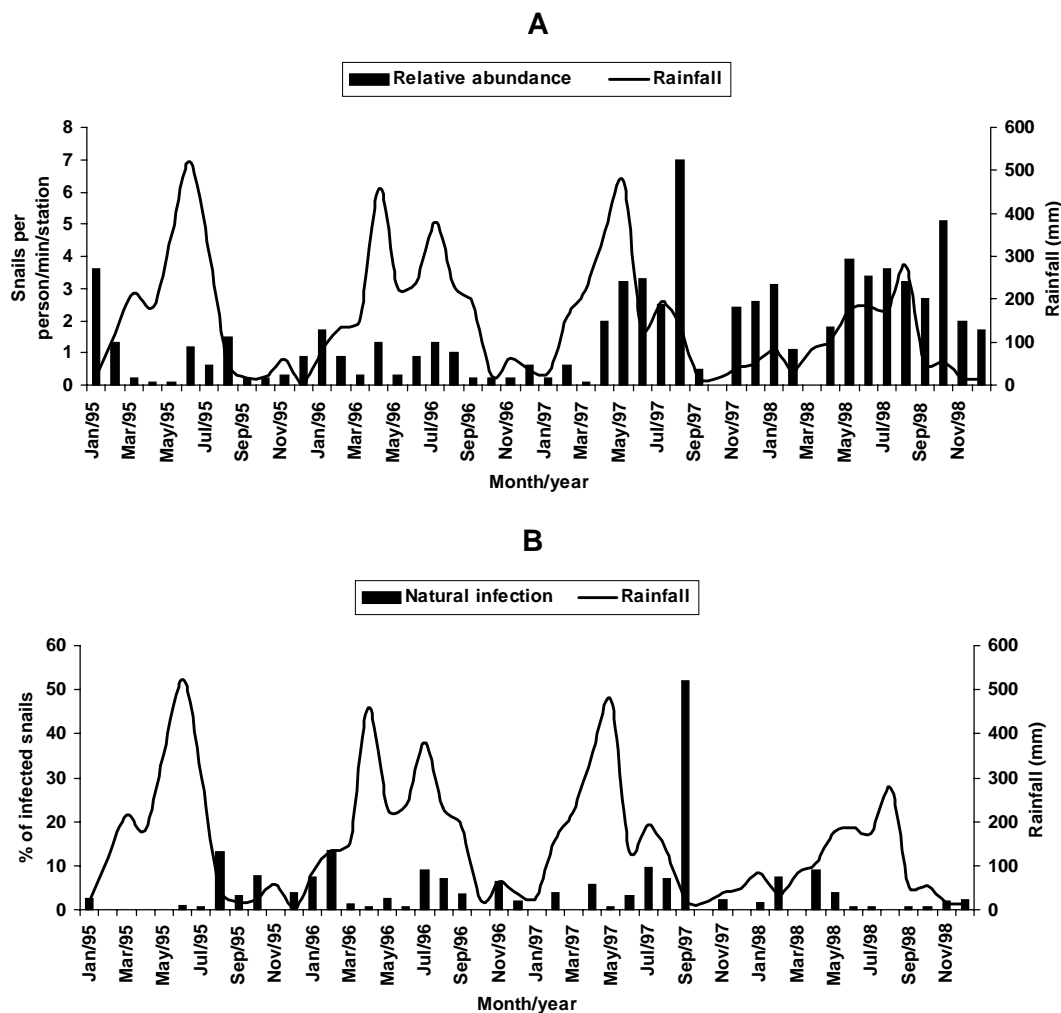 A
Relative abundance Rainfall
Snails per
person/min/station
8
7
6
5
4
3
2
1
0
600
500
400
300
200
100
0
Rainfall (mm)
Jan/95 Mar/95 May/95 Jul/95 Sep/95 Nov/95 Jan/96 Mar/96 May/96 Jul/96 Sep/96 Nov/96 Jan/97 Mar/97 May/97 Jul/97 Sep/97 Nov/97 Jan/98 Mar/98 May/98 Jul/98 Sep/98 Nov/98
Month/year
B
Natural infection Rainfall
% of infected snails
60
50
40
30
20
10
0
600
500
400
300
200
100
0
Rainfall (mm)
Jan/95 Mar/95 May/95 Jul/95 Sep/95 Nov/95 Jan/96 Mar/96 May/96 Jul/96 Sep/96 Nov/96 Jan/97 Mar/97 May/97 Jul/97 Sep/97 Nov/97 Jan/98 Mar/98 May/98 Jul/98 Sep/98 Nov/98
Month/year